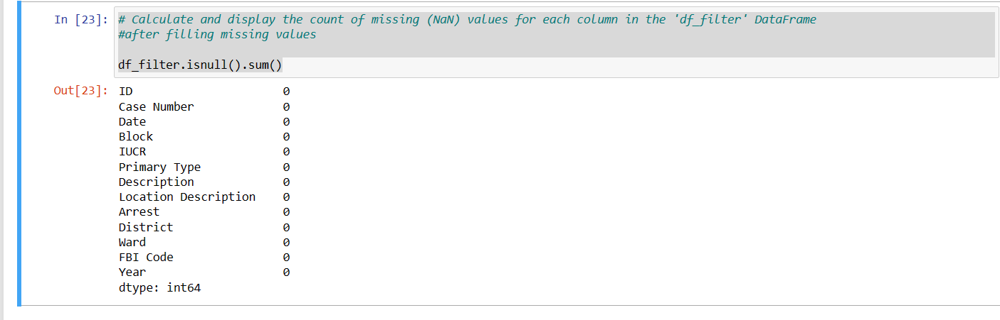 In [23]: # Calculate and display the count of missing (NaN) values for each column in the 'df_filter' DataFrame
#after filling missing values
df_filter.isnull().sum()
Out[23]: ID 0
Case Number 0
Date 0
Block 0
IUCR 0
Primary Type 0
Description 0
Location Description 0
Arrest 0
District 0
Ward 0
FBI Code 0
Year 0
dtype: int64